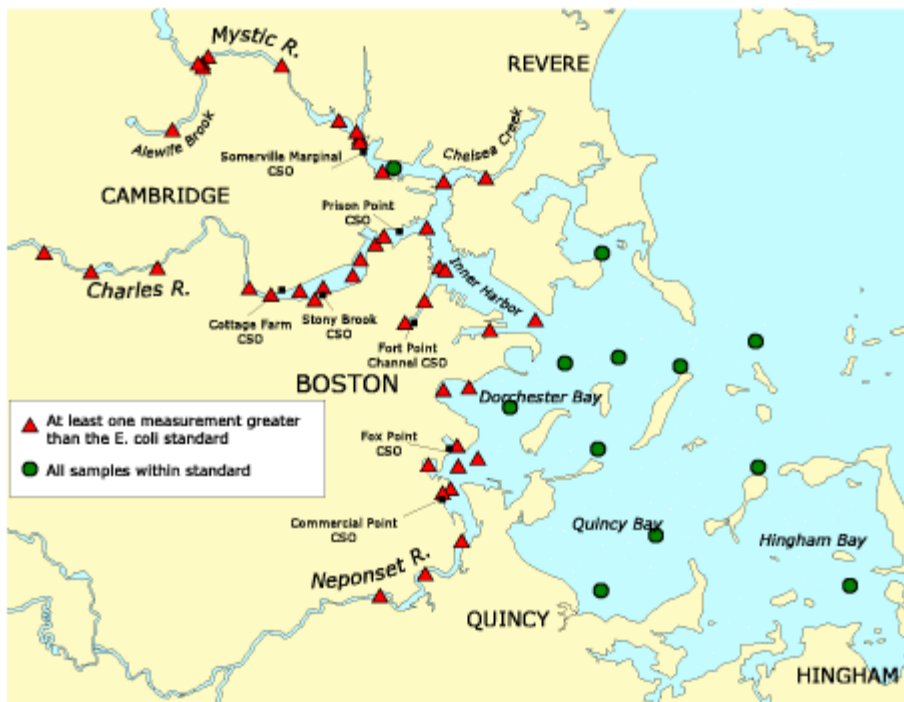 Mystic R.
REVERE
Alewife Brook
Chelsea Creek
Somerville Marginal
CSO
CAMBRIDGE
Prison Point
CSO
Inner Harbor
Charles R.
Cottage Farm
CSO
Stony Brook
CSO
Fort Point
Channel CSO
BOSTON
Dorchester Bay
At least one measurement greater
than the E. coli standard
All samples within standard
Fox Point
CSO
Commercial Point
CSO
Quincy Bay
Hingham Bay
Neponset R.
QUINCY
HINGHAM